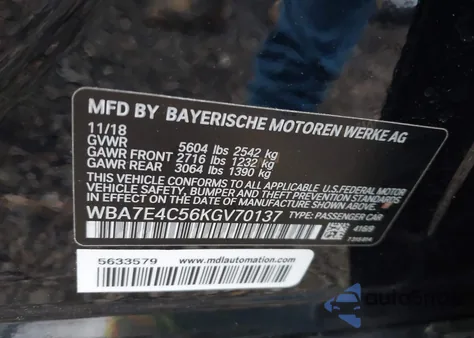 MFD BY BAYERISCHE MOTOREN WERKE AG
11/18
GVWR 5604 lbs 2542 kg
GAWR FRONT 2716 lbs 1232 kg
GAWR REAR 3064 lbs 1390 kg
THIS VEHICLE CONFORMS TO ALL APPLICABLE U.S. FEDERAL MOTOR
VEHICLE SAFETY, BUMPER AND THEFT PREVENTION STANDARDS
IN EFFECT ON THE DATE OF MANUFACTURE SHOWN ABOVE.
WBA7E4C56KGV70137 TYPE: PASSENGER CAR
5633579 www.mdlautomation.com